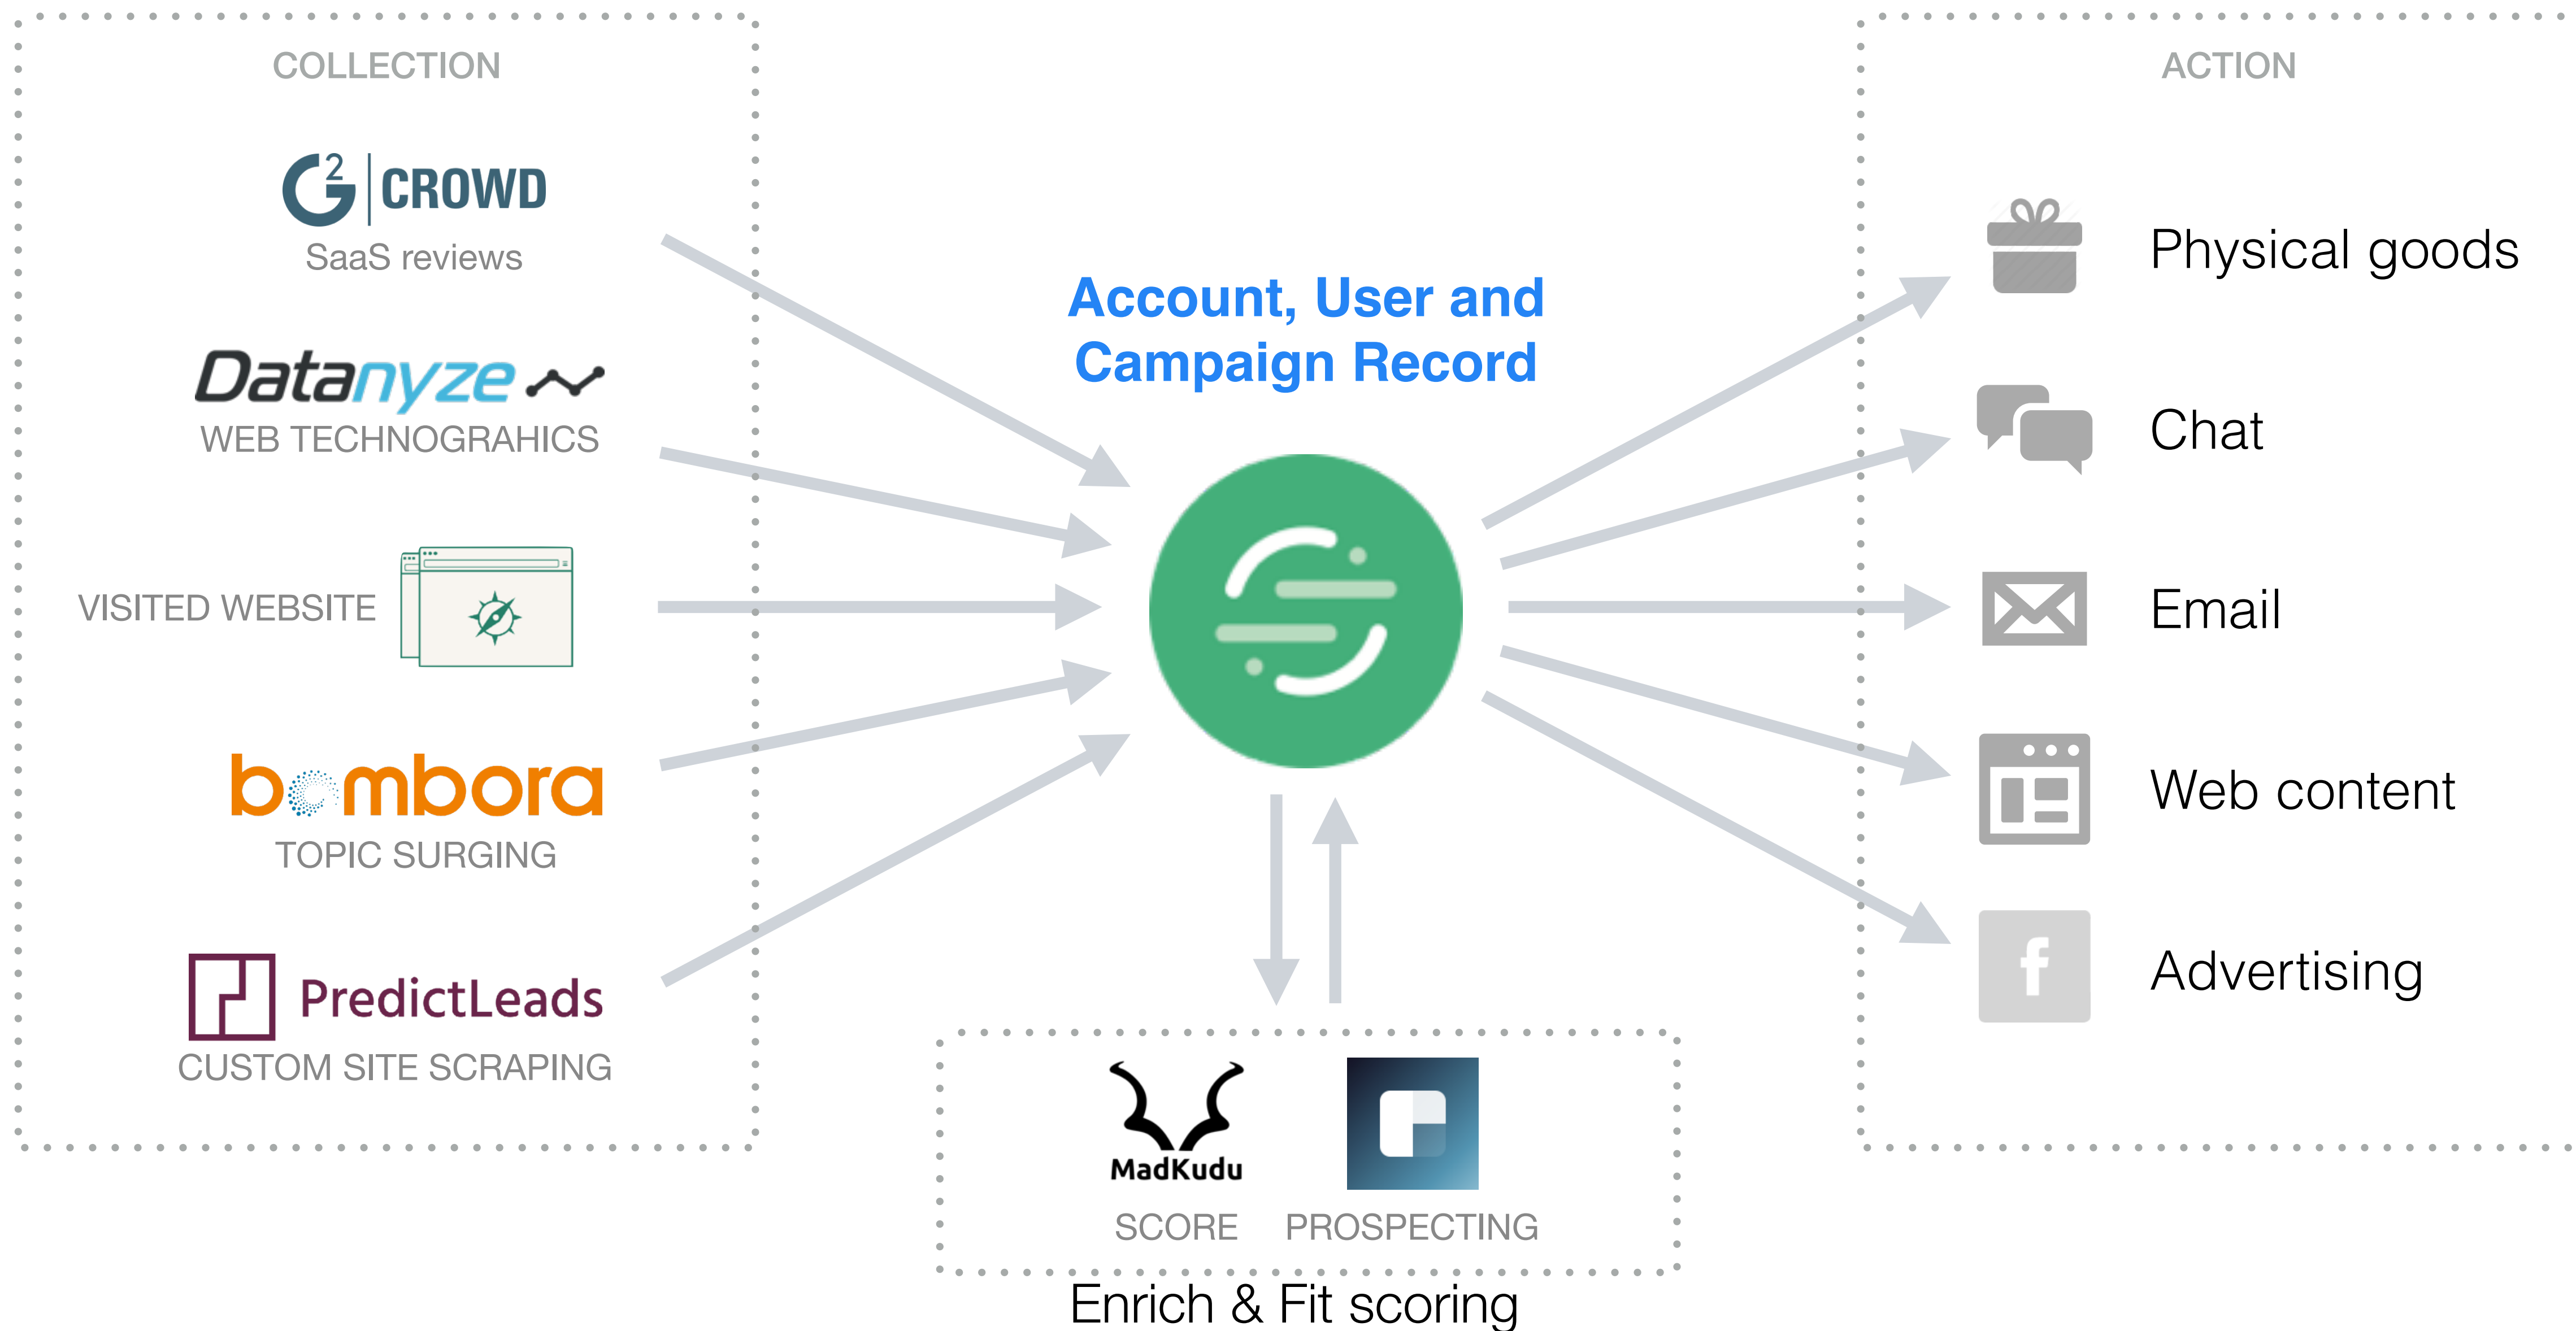 COLLECTION
G2 CROWD
SaaS reviews
Datanyze
WEB TECHNOGRAHICS
VISITED WEBSITE
bombora
TOPIC SURGING
PredictLeads
CUSTOM SITE SCRAPING
Account, User and
Campaign Record
MadKudu
SCORE PROSPECTING
Enrich & Fit scoring
ACTION
Physical goods
Chat
Email
Web content
f
Advertising